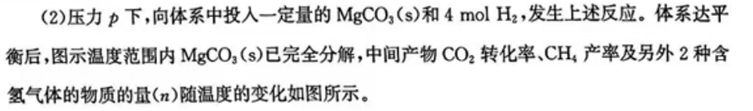 (2)压力 p 下,向体系中投入一定量的 MgCO₃(s)和 4 mol H₂,发生上述反应。体系达平
衡后,图示温度范围内 MgCO₃(s)已完全分解,中间产物 CO₂ 转化率、CH₄ 产率及另外 2 种含
氢气体的物质的量(n)随温度的变化如图所示。